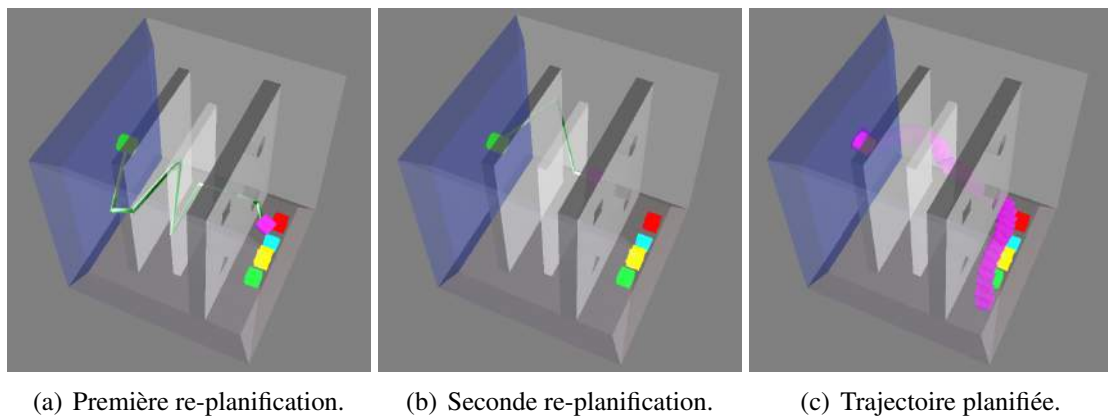 (a) Première re-planification.
(b) Seconde re-planification.
(c) Trajectoire planifiée.